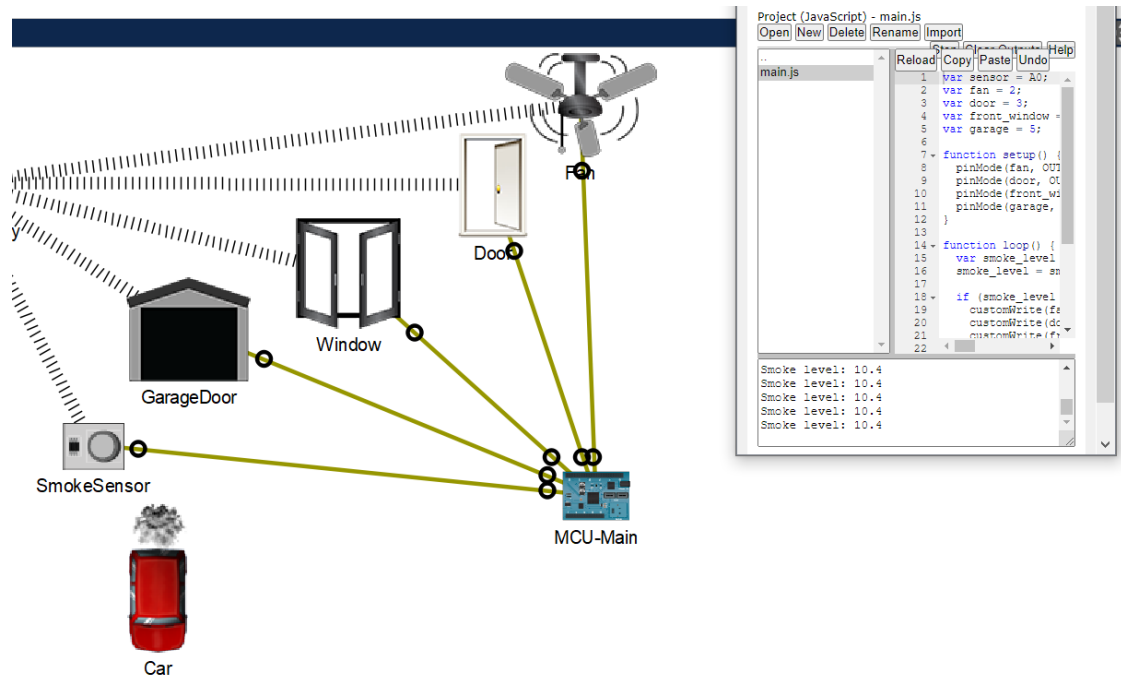 Project (JavaScript) - main.js
Open New Delete Rename Import
Stop Clear Outputs Help
Reload Copy Paste Undo
..
main.js
1 var sensor = A0;
2 var fan = 2;
3 var door = 3;
4 var front_window =
5 var garage = 5;
6
7 function setup() {
8 pinMode(fan, OUT
9 pinMode(door, OU
10 pinMode(front_wi
11 pinMode(garage,
12 }
13
14 function loop() {
15 var smoke_level
16 smoke_level = sm
17
18 if (smoke_level
19 customWrite(fa
20 customWrite(do
21 customWrite(fr
22
Smoke level: 10.4
Smoke level: 10.4
Smoke level: 10.4
Smoke level: 10.4
Smoke level: 10.4
Fan
Door
y
Window
GarageDoor
SmokeSensor
MCU-Main
Car